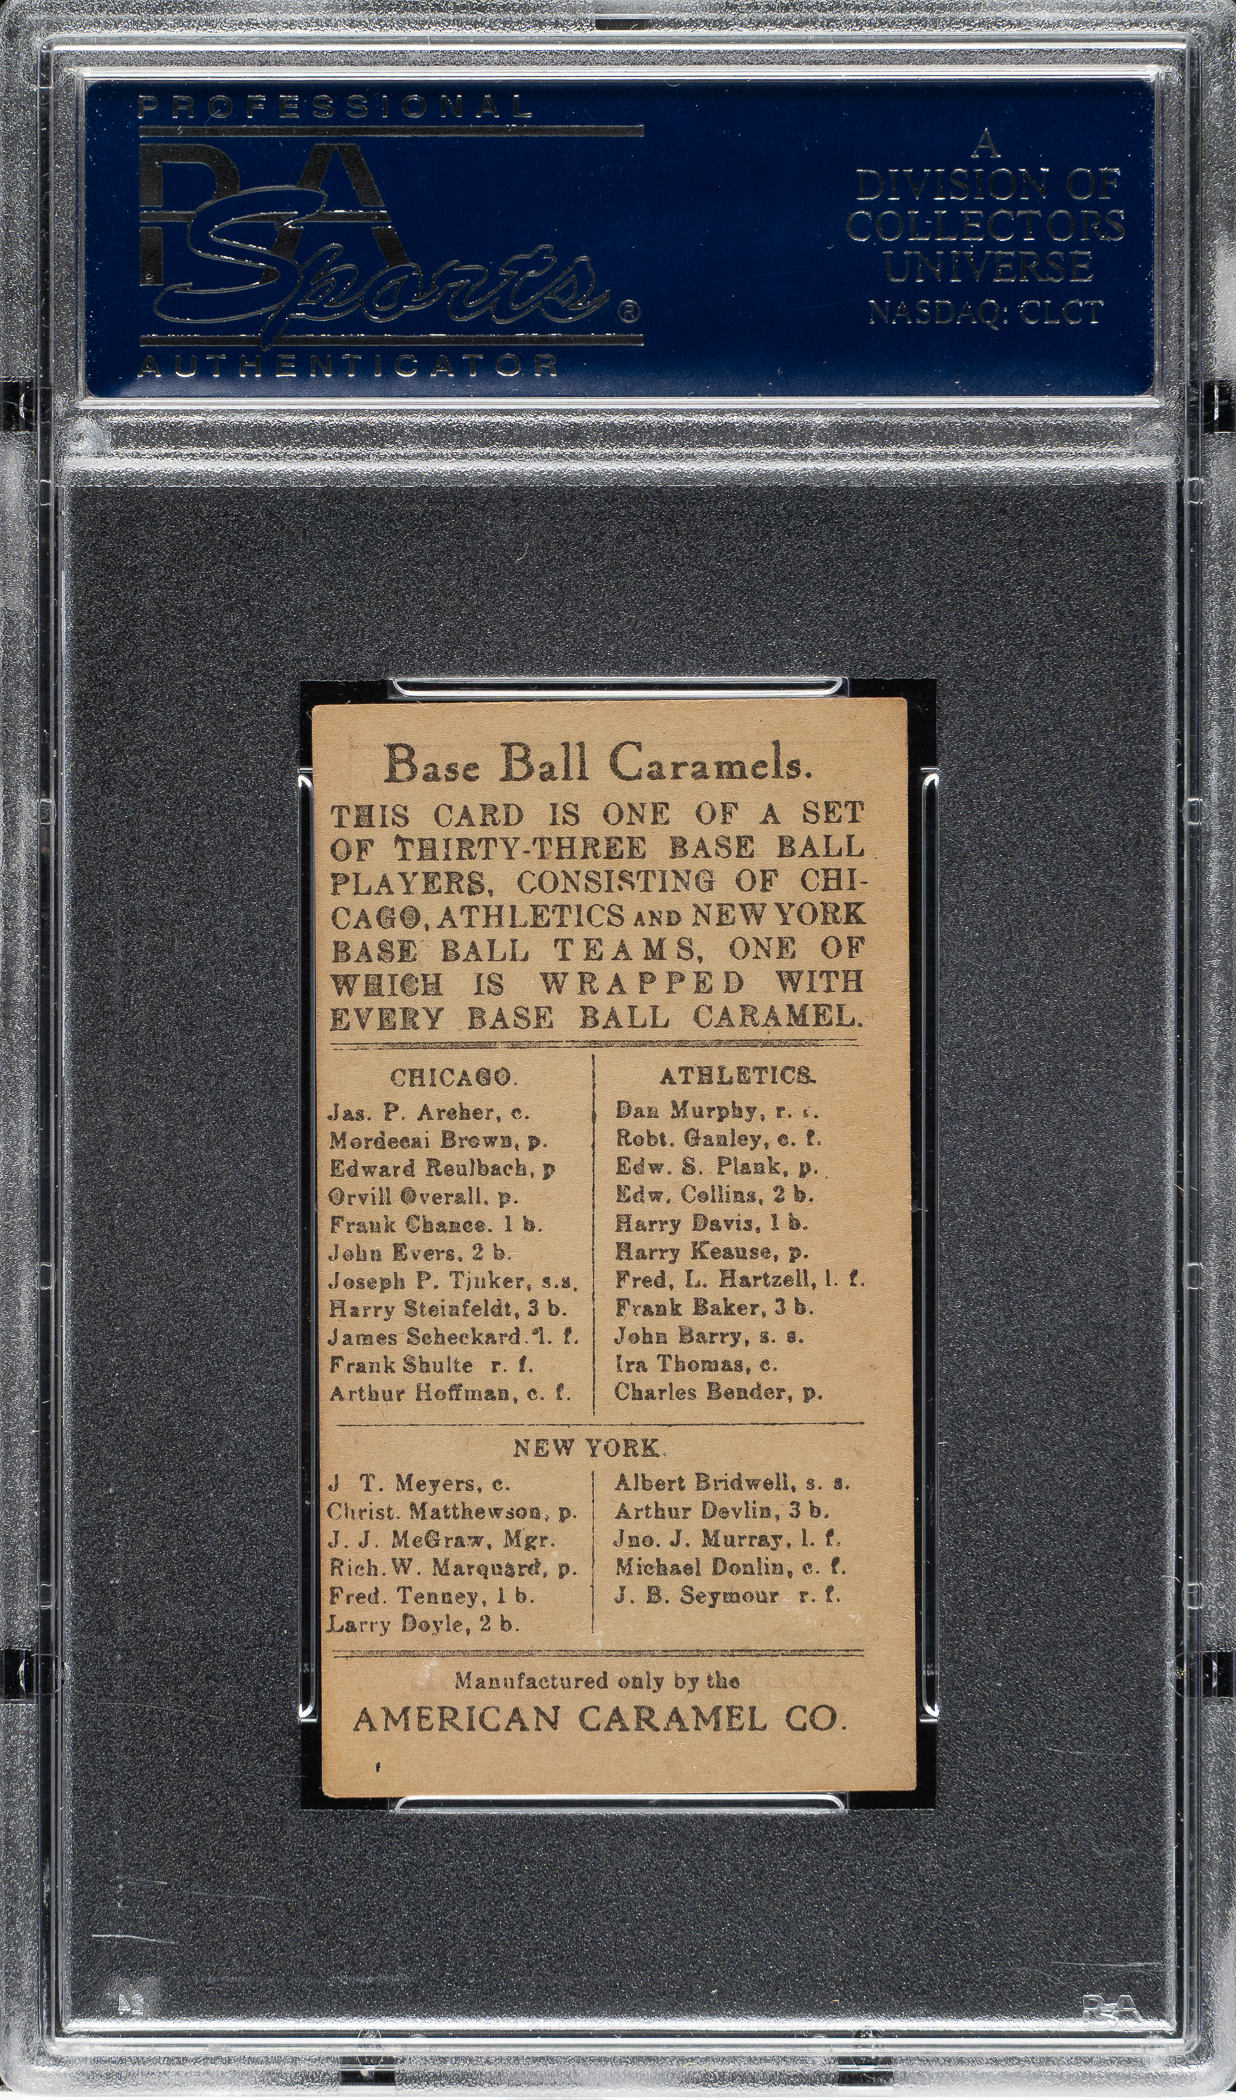 PROFESSIONAL
PSA
Sports®
AUTHENTICATOR
A
DIVISION OF
COLLECTORS
UNIVERSE
NASDAQ: CLCT
Base Ball Caramels.
THIS CARD IS ONE OF A SET
OF THIRTY-THREE BASE BALL
PLAYERS, CONSISTING OF CHI-
CAGO, ATHLETICS AND NEW YORK
BASE BALL TEAMS, ONE OF
WHICH IS WRAPPED WITH
EVERY BASE BALL CARAMEL.
CHICAGO.
Jas. P. Archer, c.
Mordecai Brown, p.
Edward Reulbach, p
Orvill Overall. p.
Frank Chance. 1 b.
John Evers, 2 b.
Joseph P. Tjnker, s.s.
Harry Steinfeldt, 3 b.
James Scheckard. l. f.
Frank Shulte r. f.
Arthur Hoffman, c. f.
ATHLETICS.
Dan Murphy, r. f.
Robt. Ganley, c. f.
Edw. S. Plank, p.
Edw. Collins, 2 b.
Harry Davis, 1 b.
Harry Keause, p.
Fred, L. Hartzell, l. f.
Frank Baker, 3 b.
John Barry, s. s.
Ira Thomas, c.
Charles Bender, p.
NEW YORK.
J T. Meyers, c.
Christ. Matthewson, p.
J. J. McGraw, Mgr.
Rich. W. Marquard, p.
Fred. Tenney, 1 b.
Larry Doyle, 2 b.
Albert Bridwell, s. s.
Arthur Devlin, 3 b.
Jno. J. Murray, l. f.
Michael Donlin, c. f.
J. B. Seymour r. f.
Manufactured only by the
AMERICAN CARAMEL CO.
PSA